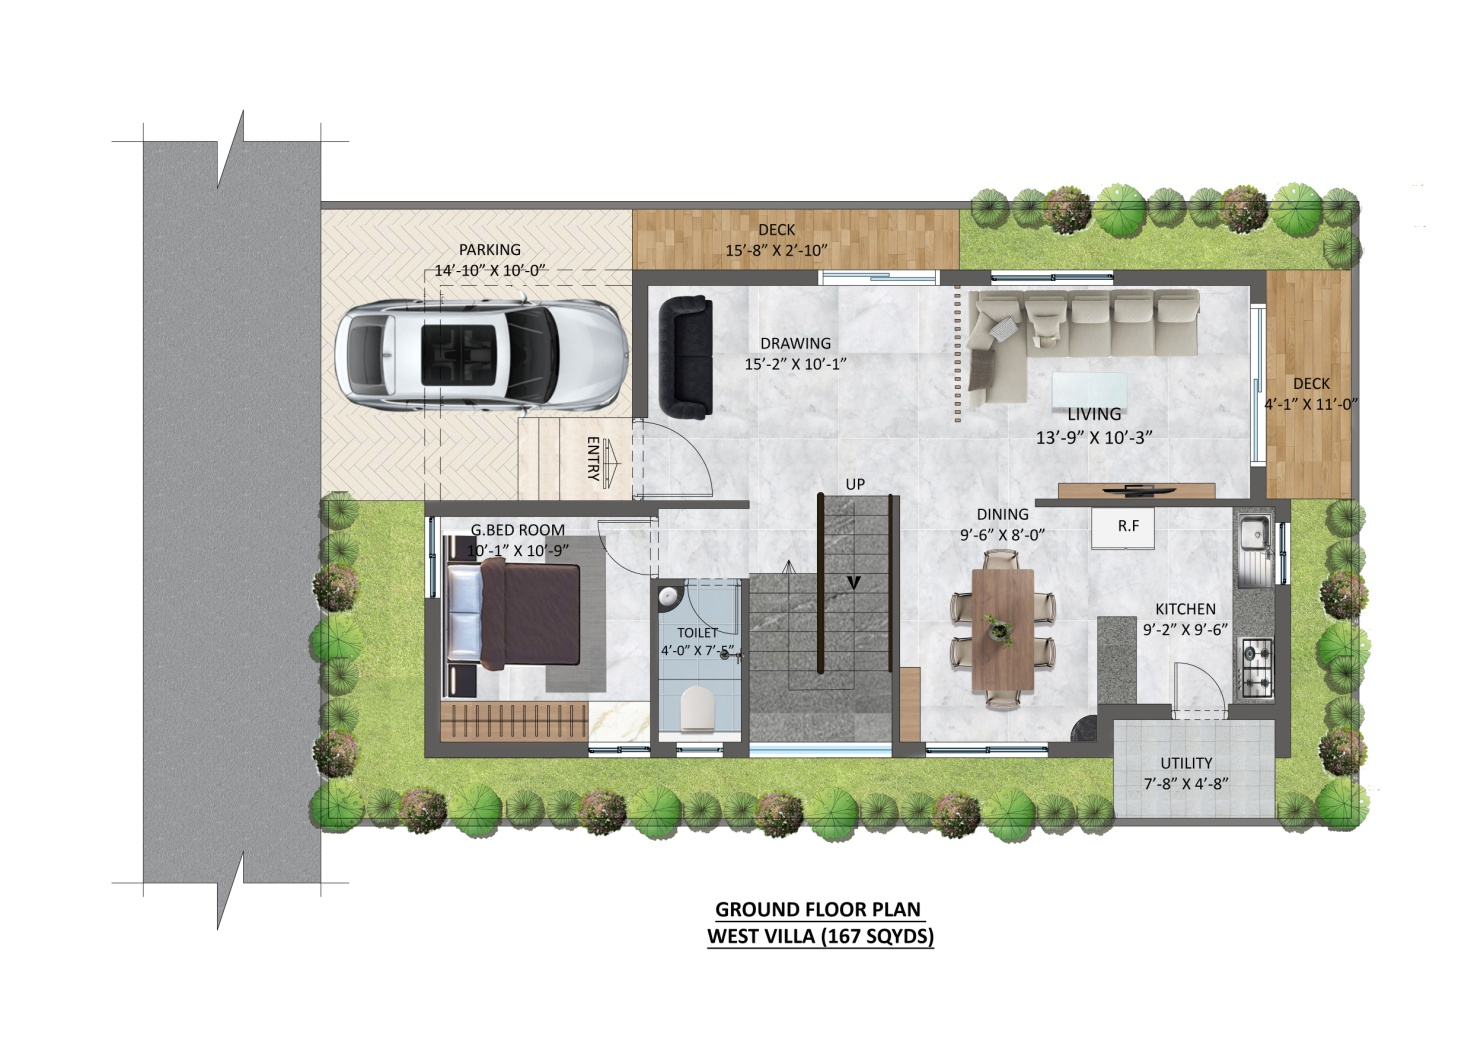 PARKING
14'-10" X 10'-0"
DECK
15'-8" X 2'-10"
DRAWING
15'-2" X 10'-1"
DECK
4'-1" X 11'-0"
LIVING
13'-9" X 10'-3"
ENTRY
UP
G.BED ROOM
10'-1" X 10'-9"
DINING
9'-6" X 8'-0"
R.F
KITCHEN
9'-2" X 9'-6"
TOILET
4'-0" X 7'-5"
UTILITY
7'-8" X 4'-8"
GROUND FLOOR PLAN
WEST VILLA (167 SQYDS)